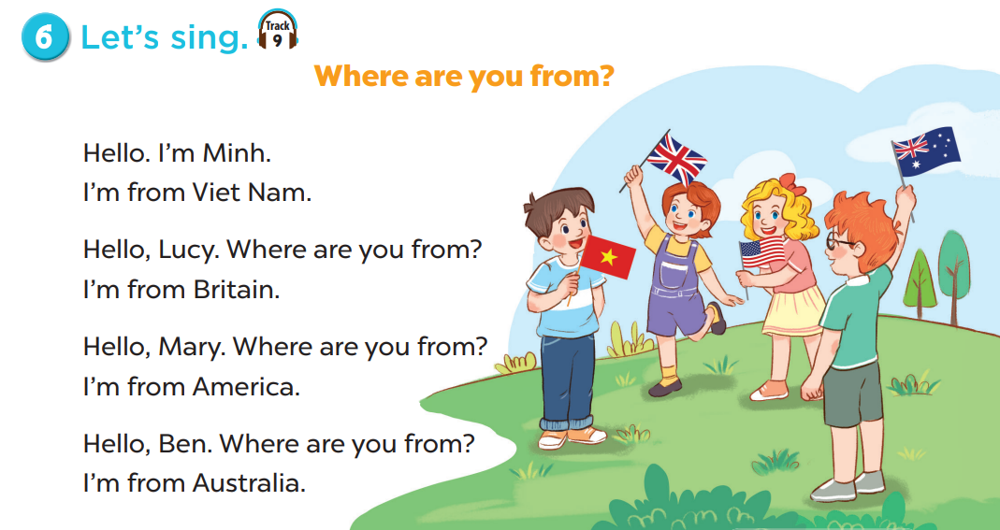 6 Let's sing.
Track
9
Where are you from?
Hello. I'm Minh.
I'm from Viet Nam.
Hello, Lucy. Where are you from?
I'm from Britain.
Hello, Mary. Where are you from?
I'm from America.
Hello, Ben. Where are you from?
I'm from Australia.